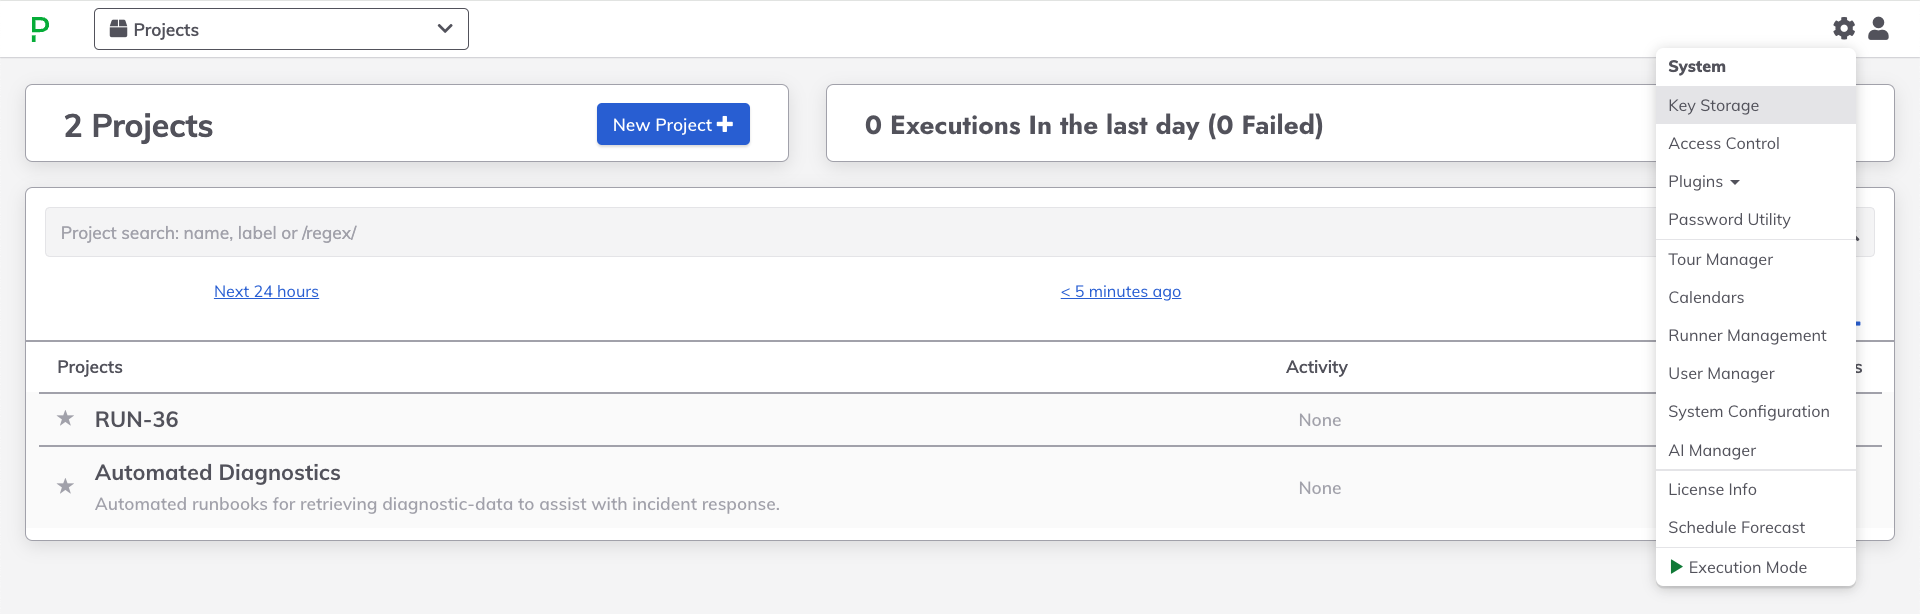 Projects
2 Projects
New Project
0 Executions In the last day (0 Failed)
Project search: name, label or /regex/
Next 24 hours
< 5 minutes ago
Projects
Activity
s
RUN-36
None
Automated Diagnostics
Automated runbooks for retrieving diagnostic-data to assist with incident response.
None
System
Key Storage
Access Control
Plugins
Password Utility
Tour Manager
Calendars
Runner Management
User Manager
System Configuration
AI Manager
License Info
Schedule Forecast
Execution Mode